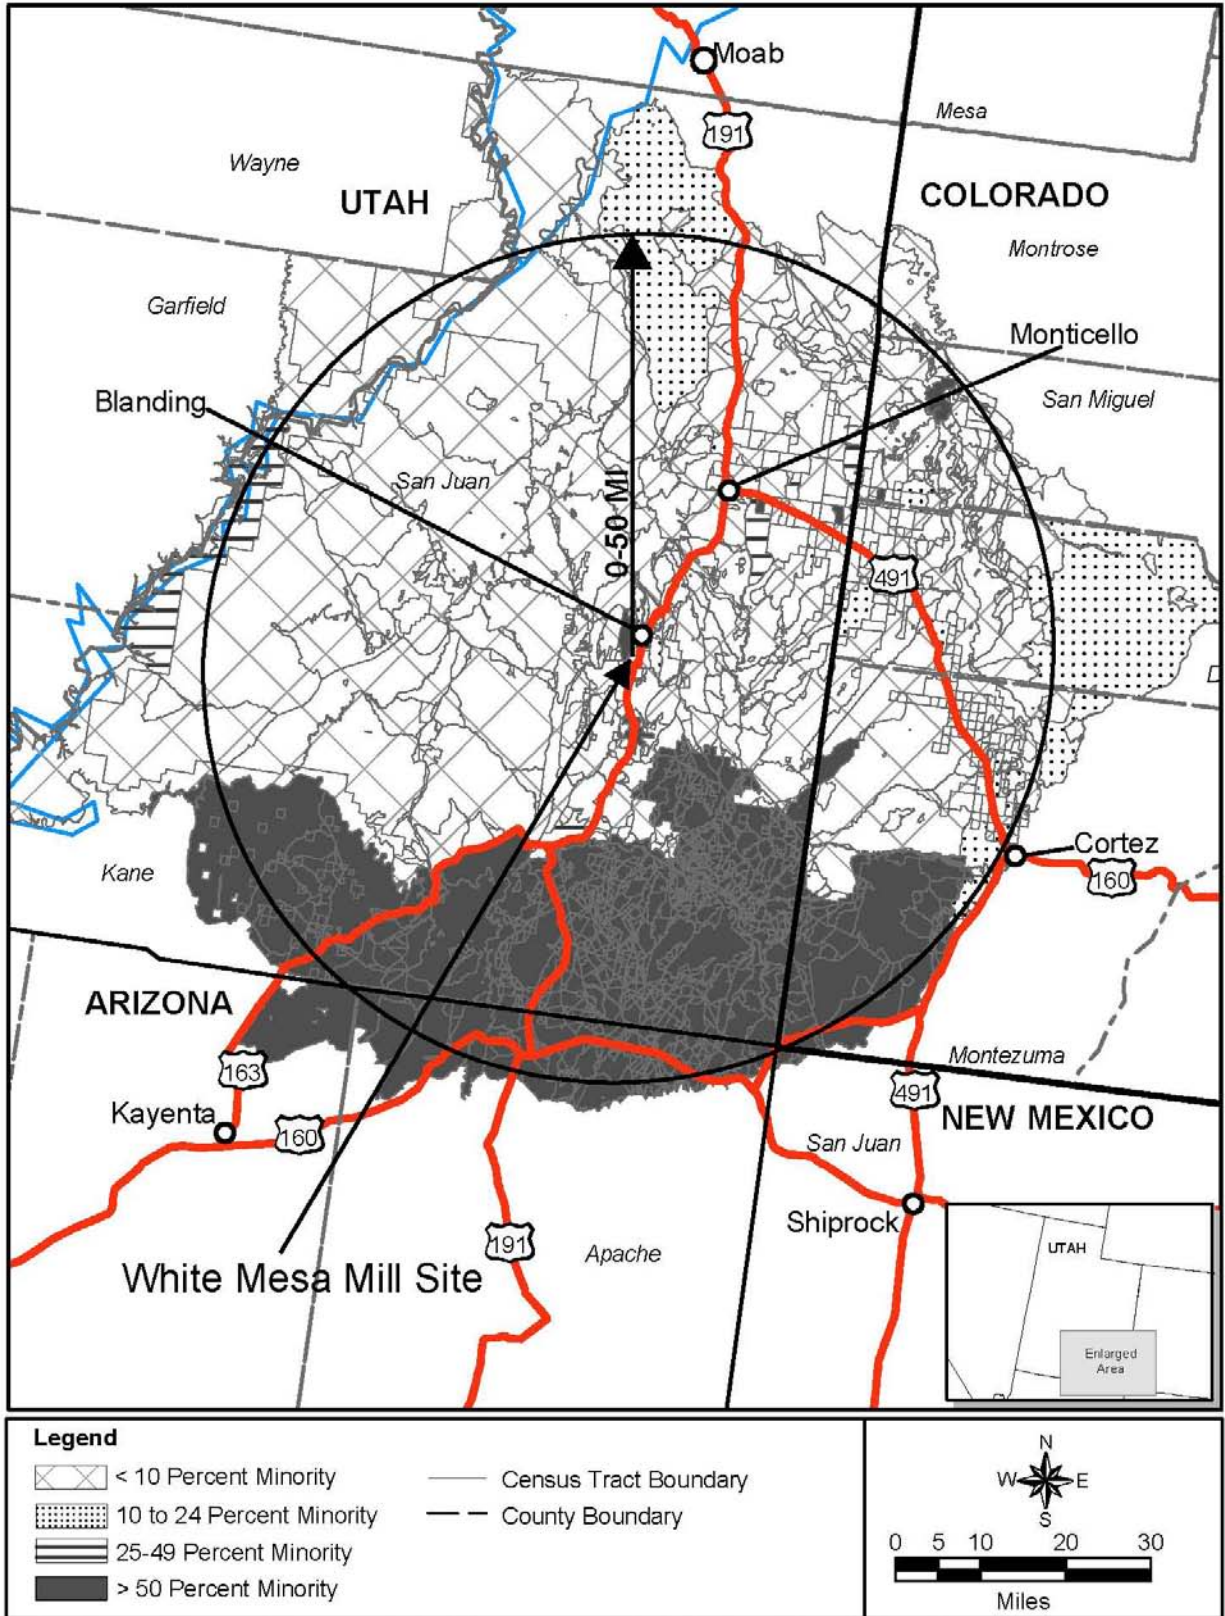 Moab
191
Mesa
Wayne
UTAH
COLORADO
Montrose
Garfield
Monticello
San Miguel
Blanding
San Juan
0-50 MI
491
D
Cortez
160
Kane
ARIZONA
Montezuma
163
491
NEW MEXICO
Kayenta
160
San Juan
Shiprock
191
Apache
White Mesa Mill Site
UTAH
Enlarged
Area
Legend
< 10 Percent Minority
10 to 24 Percent Minority
25-49 Percent Minority
> 50 Percent Minority
Census Tract Boundary
County Boundary
N
W E
S
0 5 10 20 30
Miles